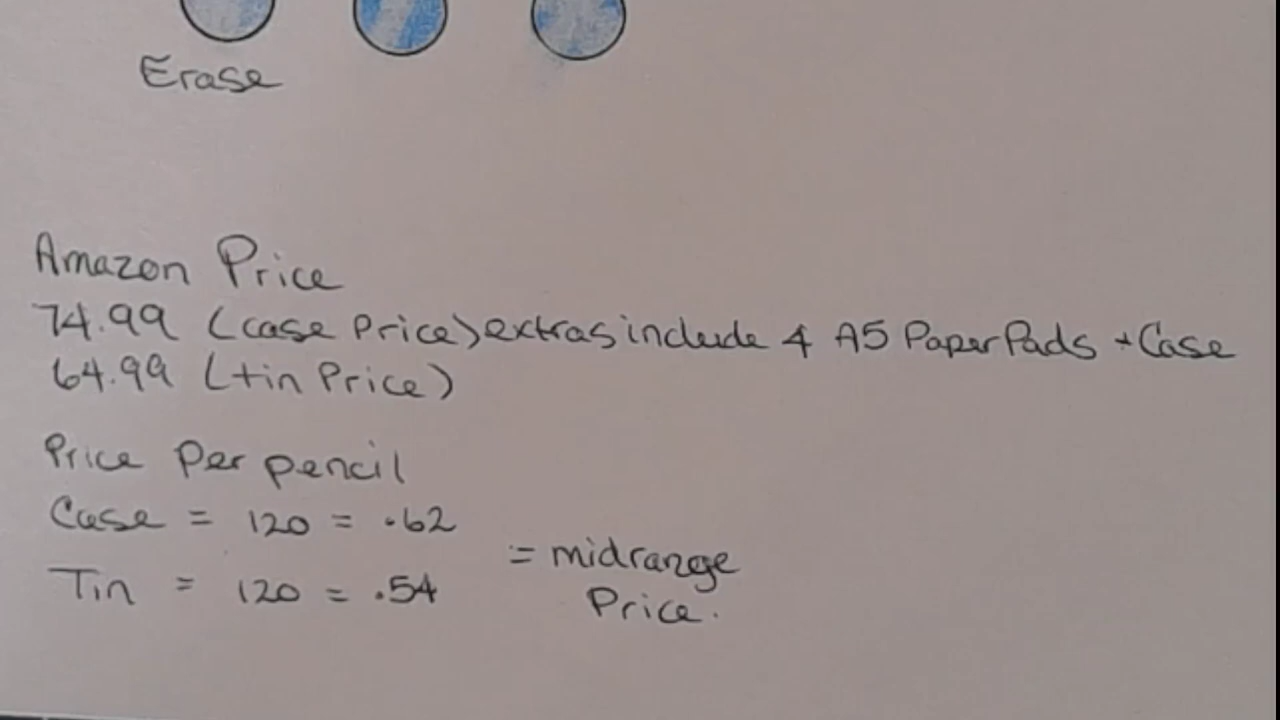 Erase
Amazon Price
74.99 (case Price) extras include 4 A5 Paper Pads + Case
64.99 (tin Price)
Price Per pencil
Case = 120 = .62
Tin = 120 = .54
= midrange
Price.